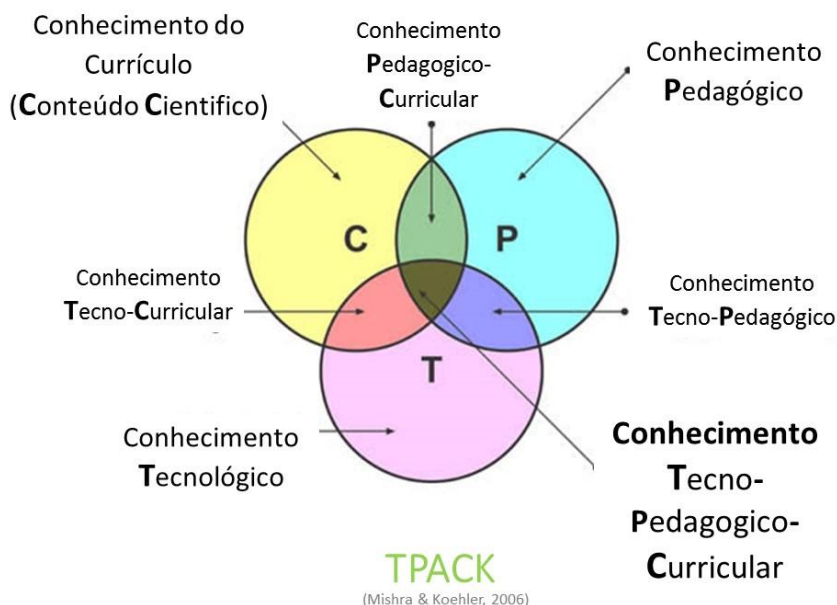 Conhecimento do
Currículo
(Conteúdo Cientifico)
Conhecimento
Pedagogico-
Curricular
Conhecimento
Pedagógico
C
P
Conhecimento
Tecno-Curricular
Conhecimento
Tecno-Pedagógico
T
Conhecimento
Tecnológico
Conhecimento
Tecno-
Pedagogico-
Curricular
TPACK
(Mishra & Koehler, 2006)